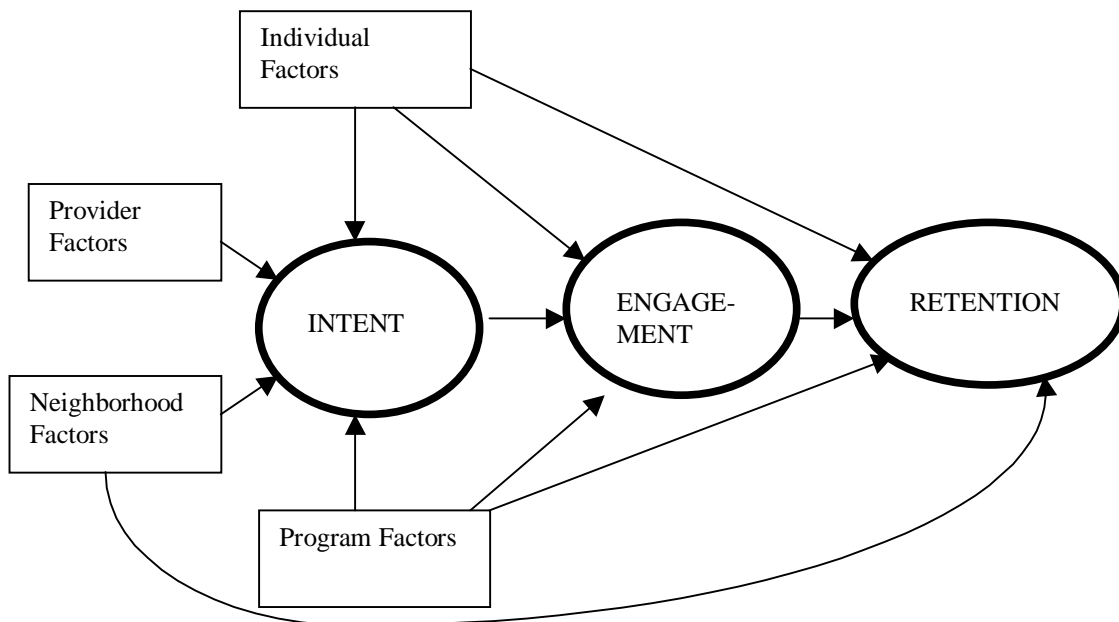 Individual
Factors
Provider
Factors
INTENT
ENGAGE-
MENT
RETENTION
Neighborhood
Factors
Program Factors